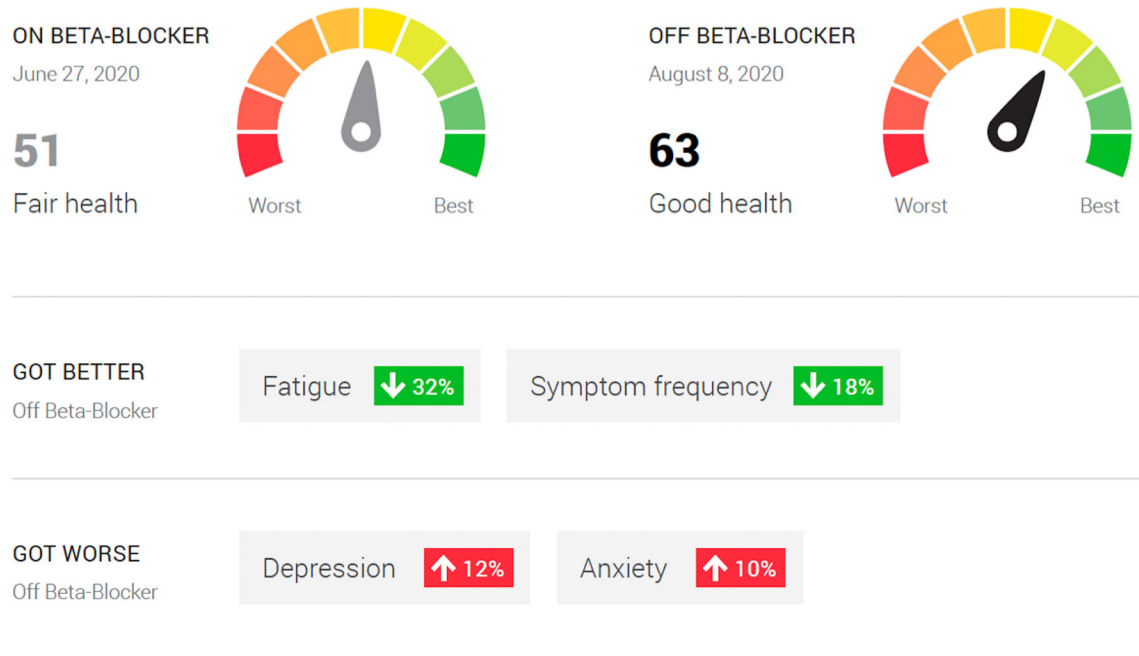 ON BETA-BLOCKER
June 27, 2020
51
Fair health
Worst
Best
OFF BETA-BLOCKER
August 8, 2020
63
Good health
Worst
Best
GOT BETTER
Off Beta-Blocker
Fatigue 32%
Symptom frequency 18%
GOT WORSE
Off Beta-Blocker
Depression 12%
Anxiety 10%